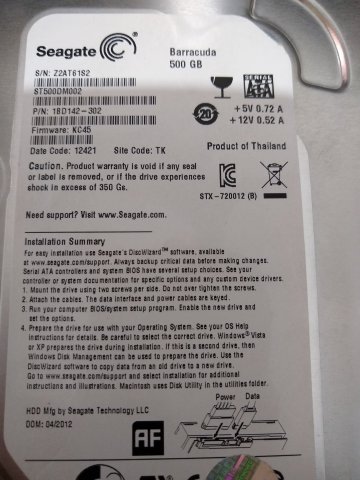 Seagate
Barracuda
500 GB
S/N: Z2AT61S2
ST500DM002
P/N: 1BD142-302
Firmware: KC45
Date Code: 12421
Site Code: TK
SERIAL
ATA
20
+5V 0.72 A
+12V 0.52 A
Product of Thailand
Caution. Product warranty is void if any seal
or label is removed, or if the drive experiences
shock in excess of 350 Gs.
STX-720012 (B)
Need support? Visit www.Seagate.com.
Installation Summary
For easy installation use Seagate's DiscWizard™ software, available
at www.seagate.com/support. Always backup critical data before making changes.
Serial ATA controllers and system BIOS have several setup choices. See your
controller or system documentation for specific options and any custom device drivers.
1. Mount the drive using two screws per side. Do not over tighten the screws.
2. Attach the cables. The data interface and power cables are keyed.
3. Run your computer BIOS/system setup program. Enable the new drive and
set the options.
4. Prepare the drive for use with your Operating System. See your OS Help
instructions for details. Be careful to select the correct drive. Windows® Vista
or XP prepares the drive during installation. If this is a second drive, then
Windows Disk Management can be used to prepare the drive. Use the
DiscWizard software to copy data from an old drive to a new drive.
Go to www.seagate.com/support and select installation for additional
instructions and illustrations. Macintosh uses Disk Utility in the utilities folder.
Power Data
HDD Mfg by Seagate Technology LLC
DOM: 04/2012
AF